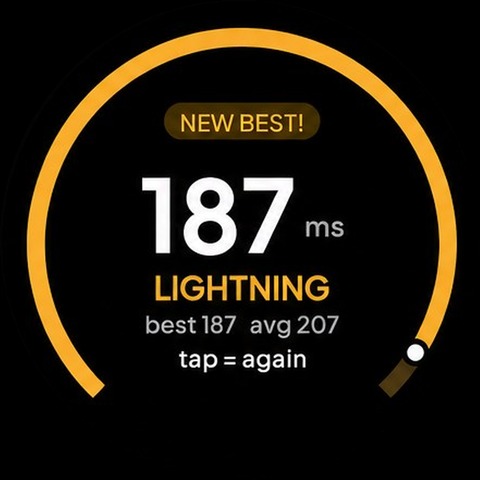 NEW BEST!
187 ms
LIGHTNING
best 187 avg 207
tap = again